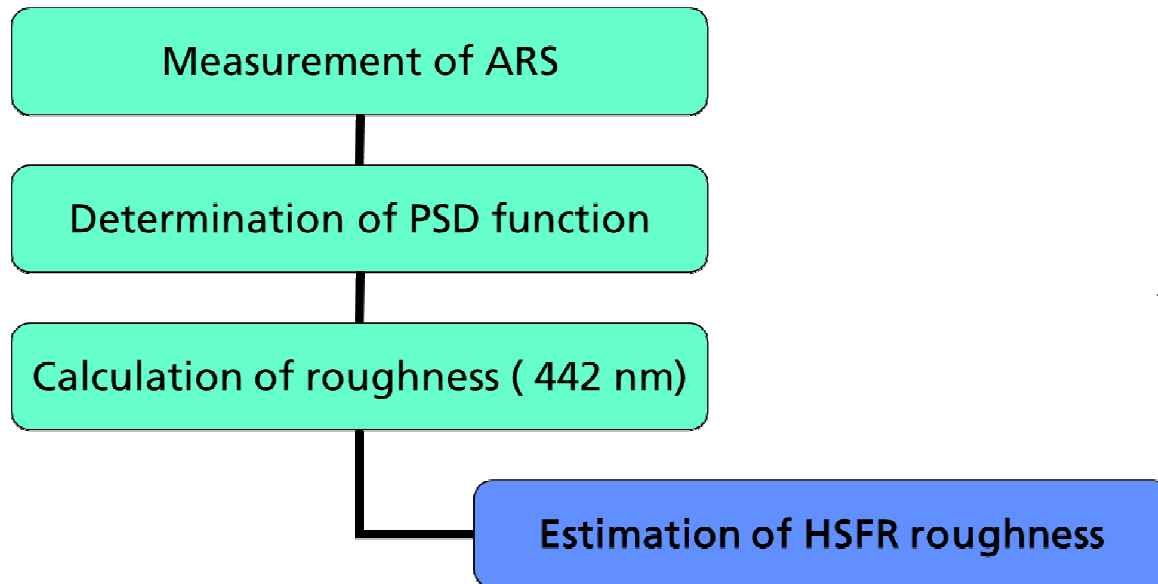 Measurement of ARS
Determination of PSD function
Calculation of roughness ( 442 nm)
Estimation of HSFR roughness